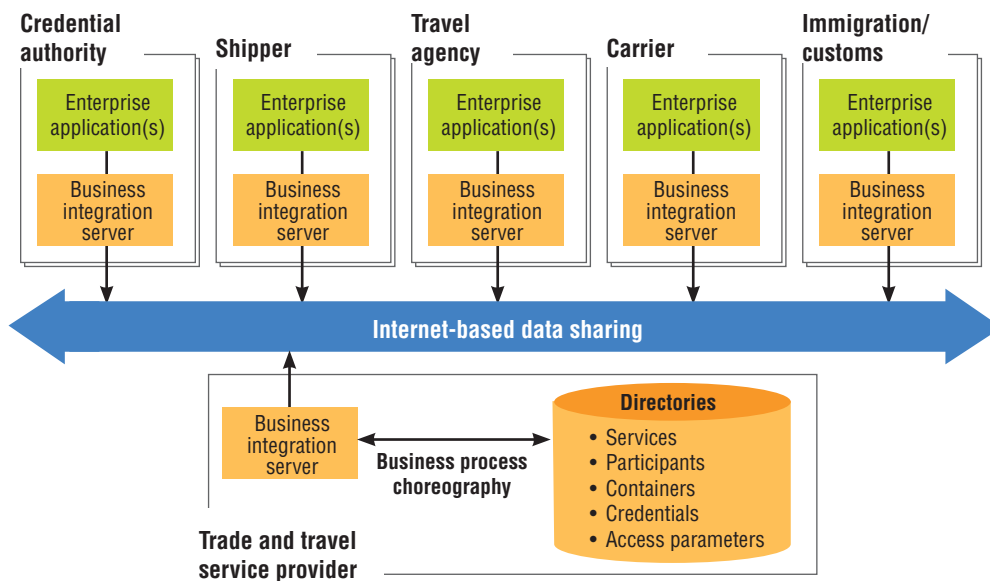 Credential
authority
Shipper
Travel
agency
Carrier
Immigration/
customs
Enterprise
application(s)
Enterprise
application(s)
Enterprise
application(s)
Enterprise
application(s)
Enterprise
application(s)
Business
integration
server
Business
integration
server
Business
integration
server
Business
integration
server
Business
integration
server
Internet-based data sharing
Business
integration
server
Business process
choreography
Directories
• Services
• Participants
• Containers
• Credentials
• Access parameters
Trade and travel
service provider